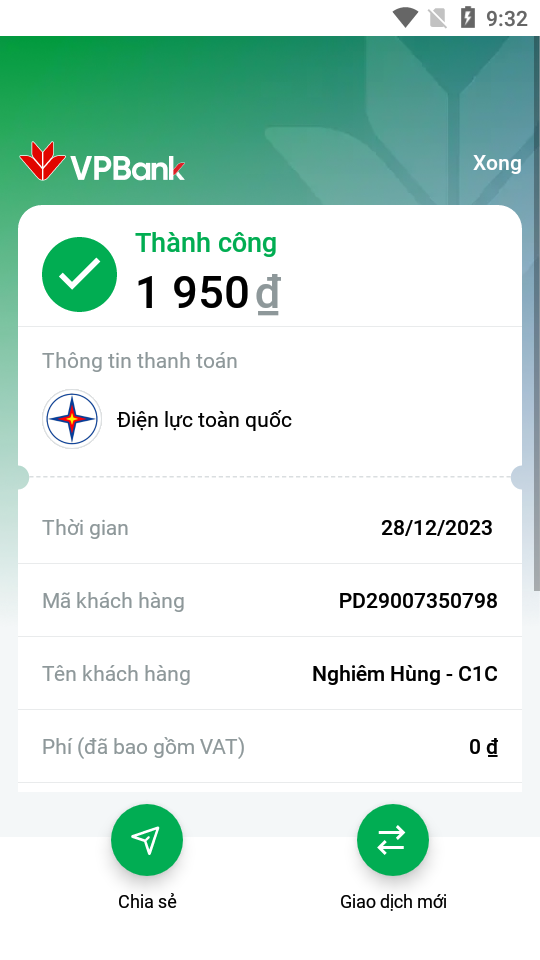 9:32
VPBank
Xong
Thành công
1 950 ₫
Thông tin thanh toán
Điện lực toàn quốc
Thời gian 28/12/2023
Mã khách hàng PD29007350798
Tên khách hàng Nghiêm Hùng - C1C
Phí (đã bao gồm VAT) 0 ₫
Chia sẻ Giao dịch mới